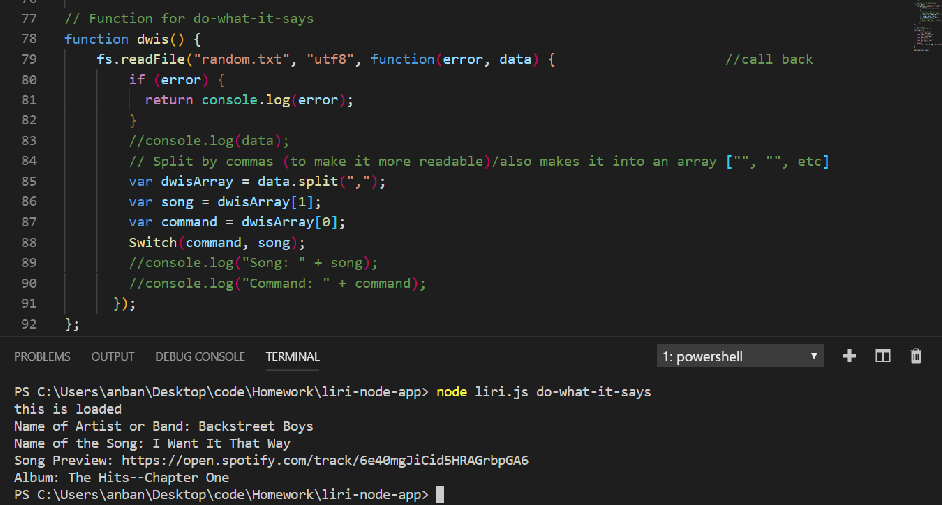 77 // Function for do-what-it-says
78 function dwis() {
79 fs.readFile("random.txt", "utf8", function(error, data) { //call back
80 if (error) {
81 return console.log(error);
82 }
83 //console.log(data);
84 // Split by commas (to make it more readable)/also makes it into an array ["", "", etc]
85 var dwisArray = data.split(",");
86 var song = dwisArray[1];
87 var command = dwisArray[0];
88 Switch(command, song);
89 //console.log("Song: " + song);
90 //console.log("Command: " + command);
91 });
92 };
PROBLEMS OUTPUT DEBUG CONSOLE TERMINAL 1: powershell
PS C:\Users\anban\Desktop\code\Homework\liri-node-app> node liri.js do-what-it-says
this is loaded
Name of Artist or Band: Backstreet Boys
Name of the Song: I Want It That Way
Song Preview: https://open.spotify.com/track/6e40mgJiCid5HRAGrbpGA6
Album: The Hits--Chapter One
PS C:\Users\anban\Desktop\code\Homework\liri-node-app>